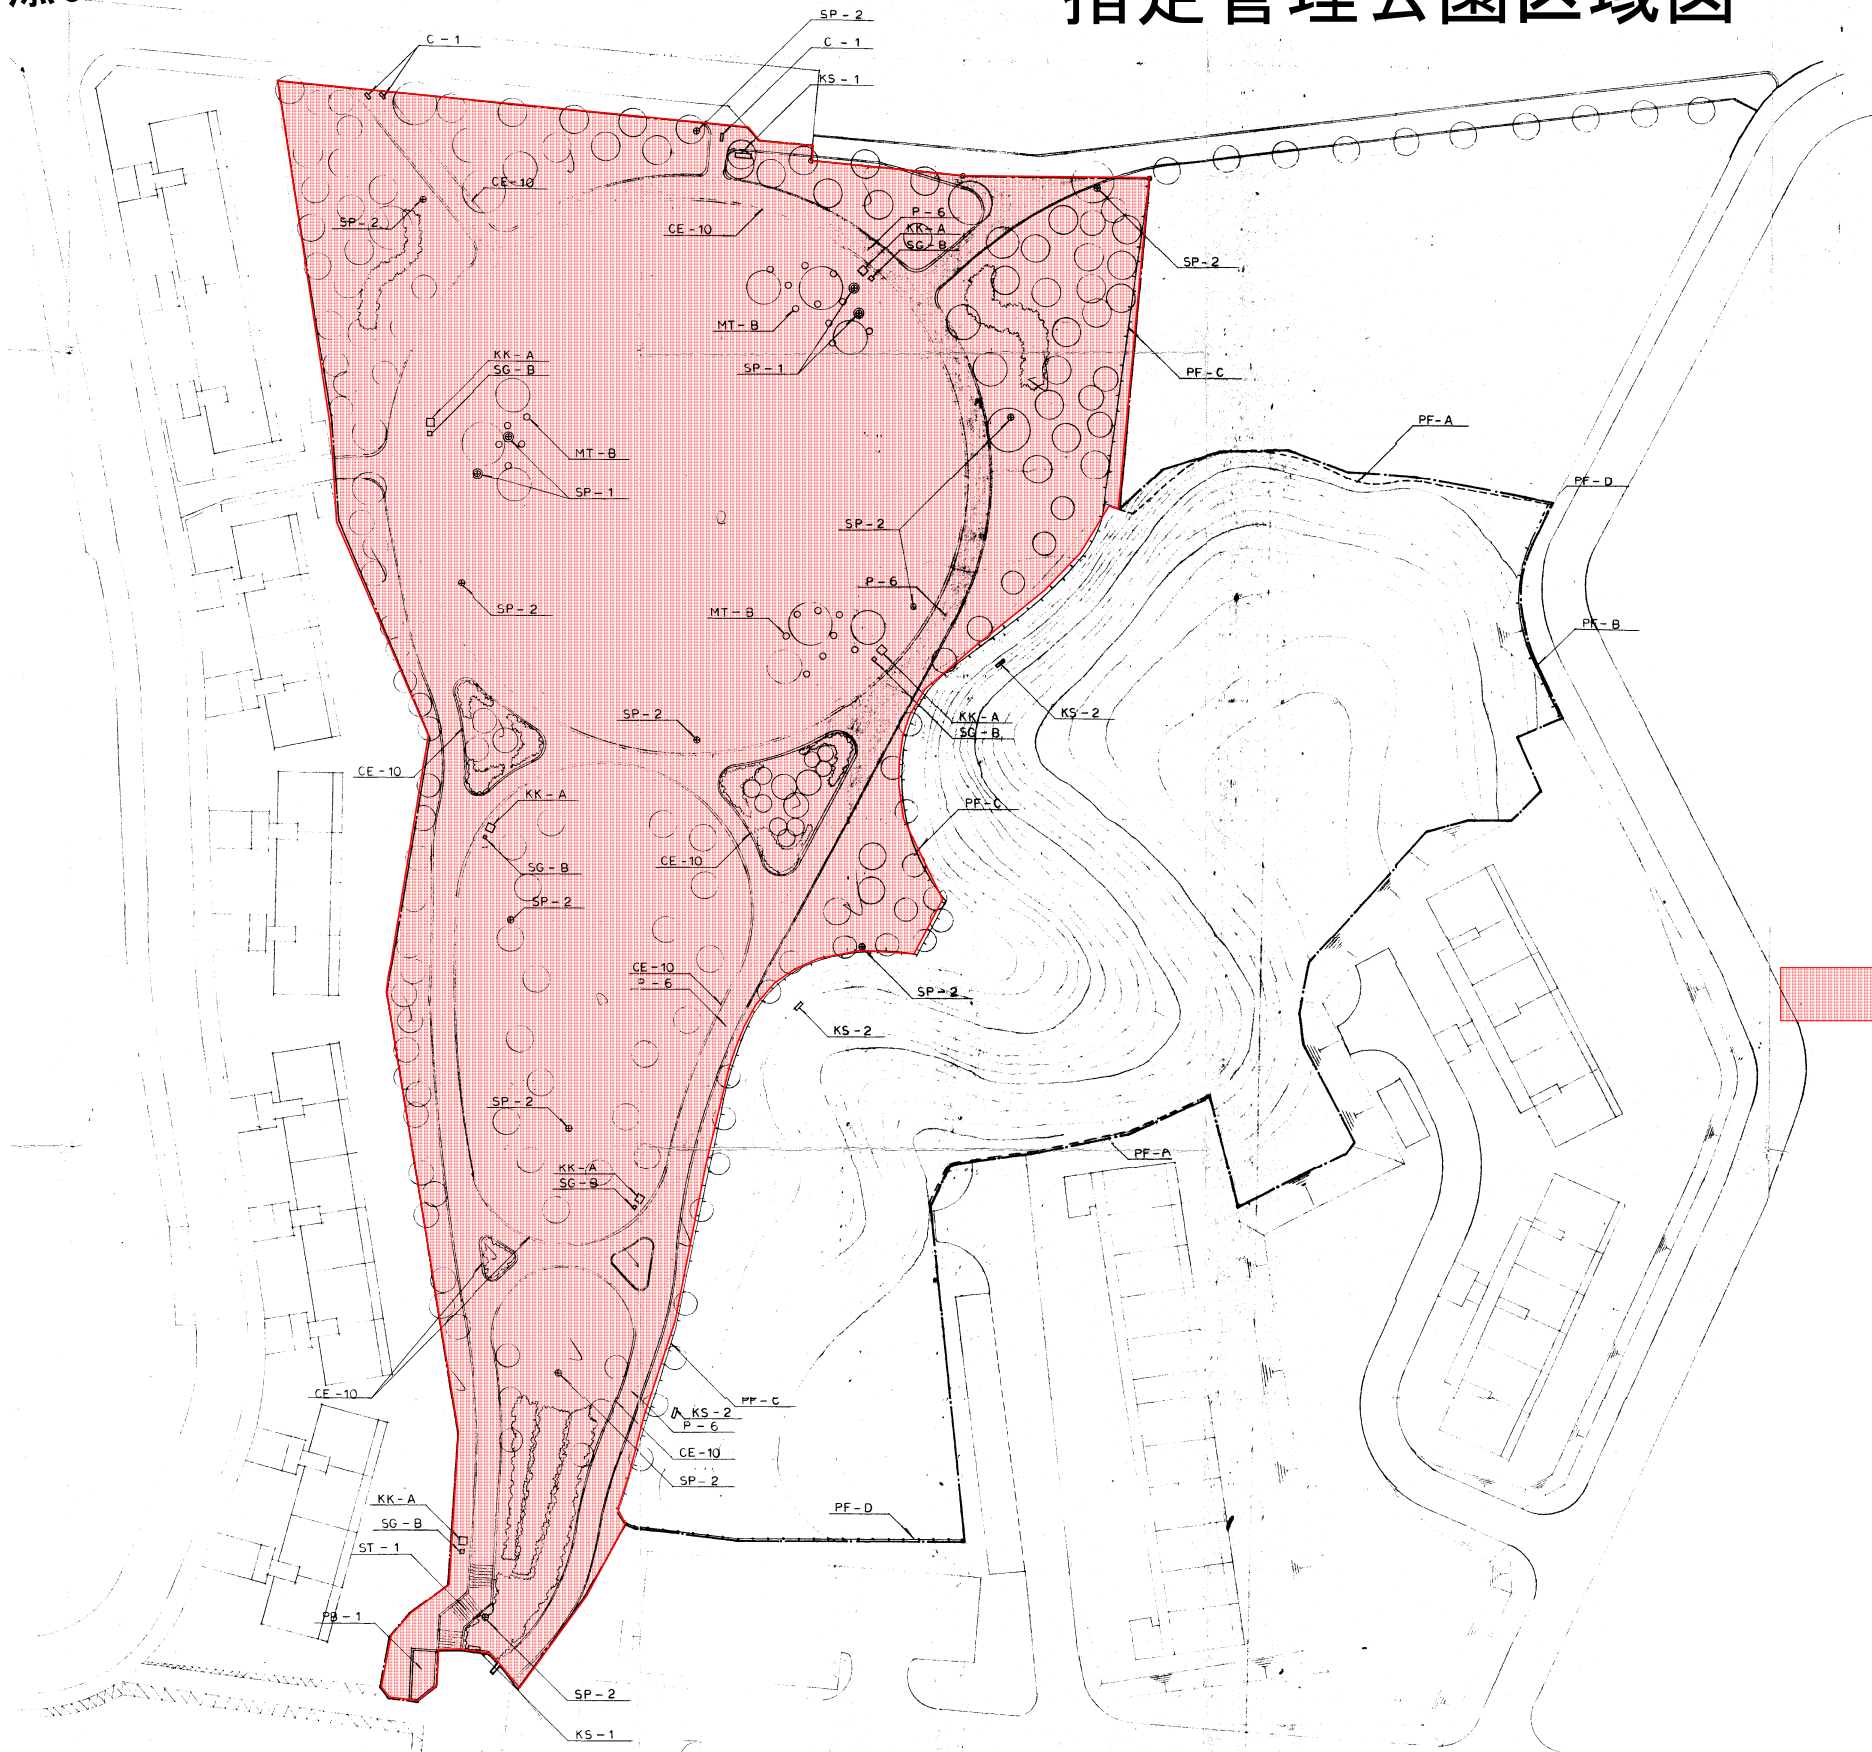 指定管理公園区域図
SP-2
C-1
C-1
KS-1
CE-10
SP-2
CE-10
P-6
KK-A
SG-B
SP-2
MT-B
KK-A
SG-B
SP-1
PF-C
PF-A
MT-B
SP-1
PF-D
SP-2
P-6
SP-2
MT-B
PF-B
SP-2
KK-A
SG-B
KS-2
CE-10
KK-A
PF-C
CE-10
SG-B
SP-2
CE-10
P-6
SP-2
KS-2
SP-2
KK-A
SG-B
PF-A
CE-10
PF-C
KS-2
P-6
CE-10
SP-2
KK-A
SG-B
PF-D
ST-1
PB-1
SP-2
KS-1